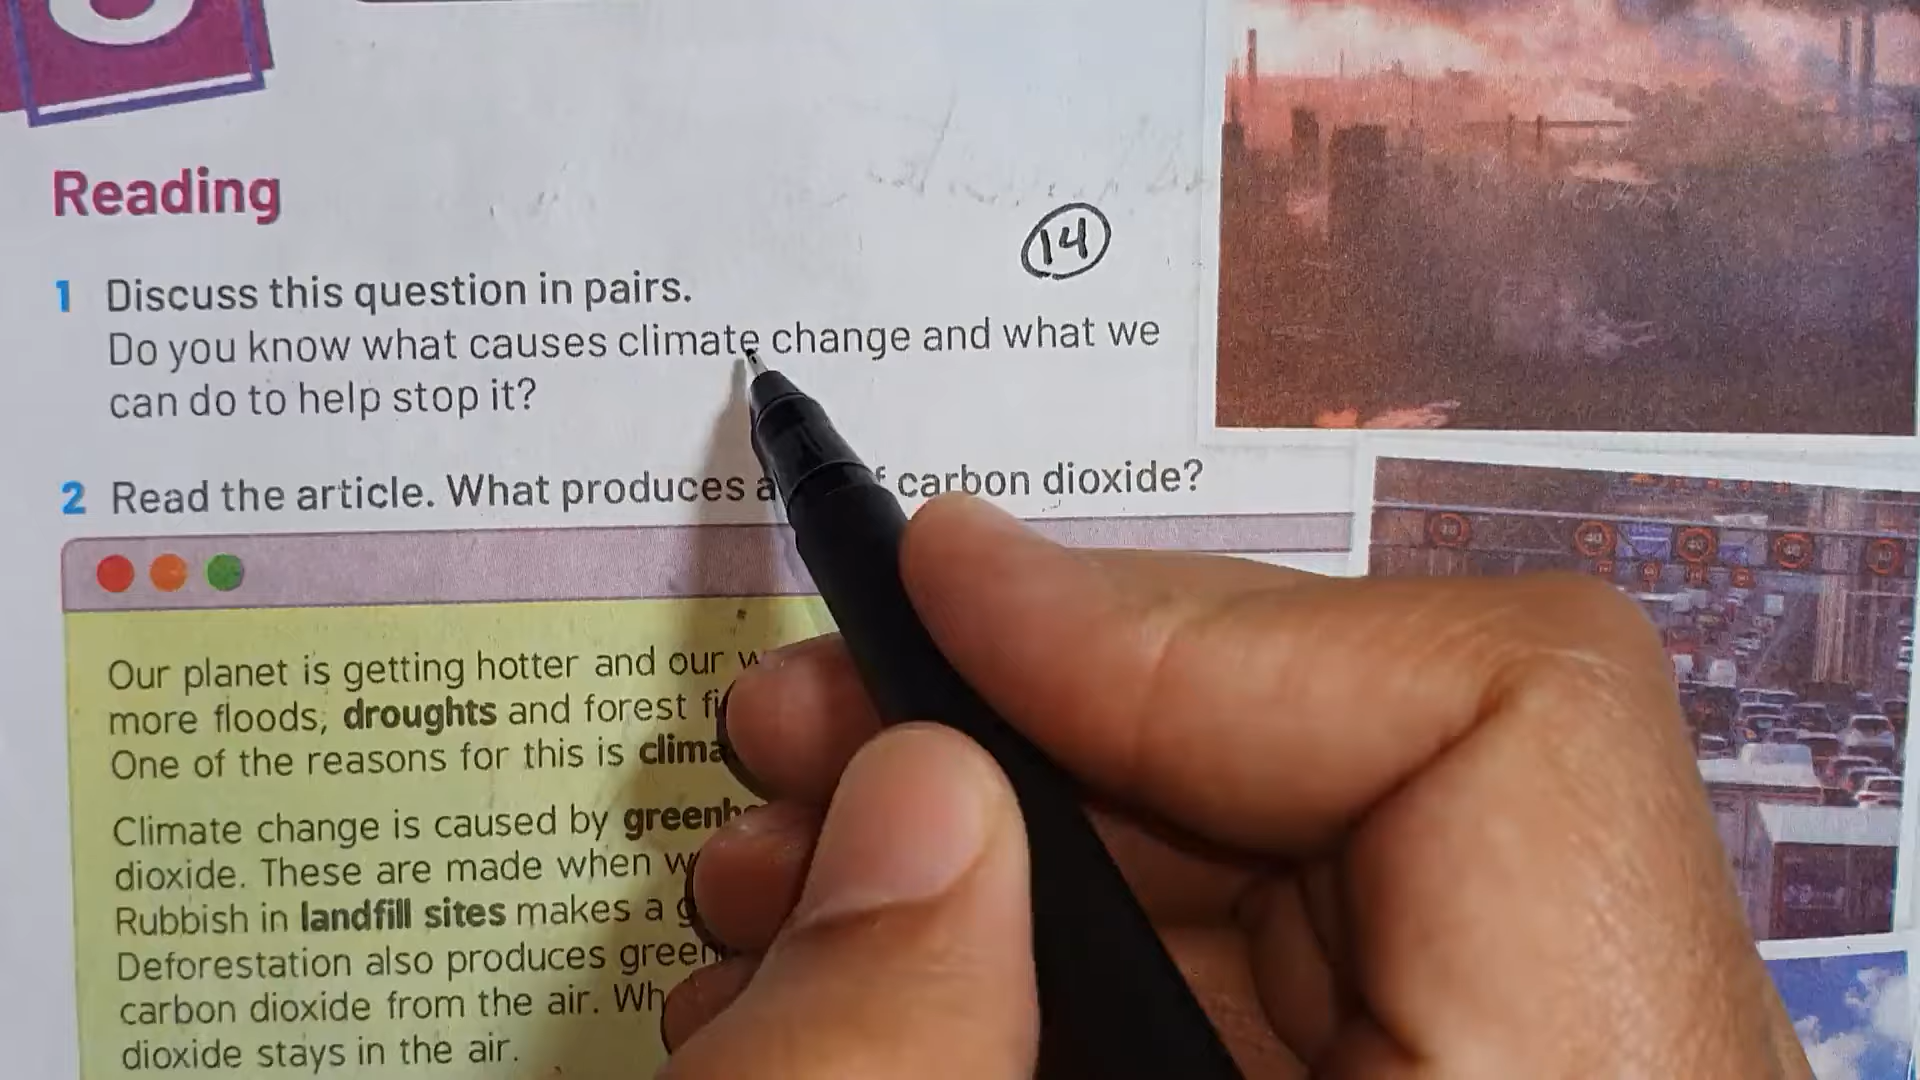 Reading
14
1 Discuss this question in pairs.
Do you know what causes climate change and what we
can do to help stop it?
2 Read the article. What produces a carbon dioxide?
Our planet is getting hotter and our
more floods, droughts and forest
One of the reasons for this is
Climate change is caused by
dioxide. These are made when
Rubbish in landfill sites makes a
Deforestation also produces
carbon dioxide from the air.
dioxide stays in the air.